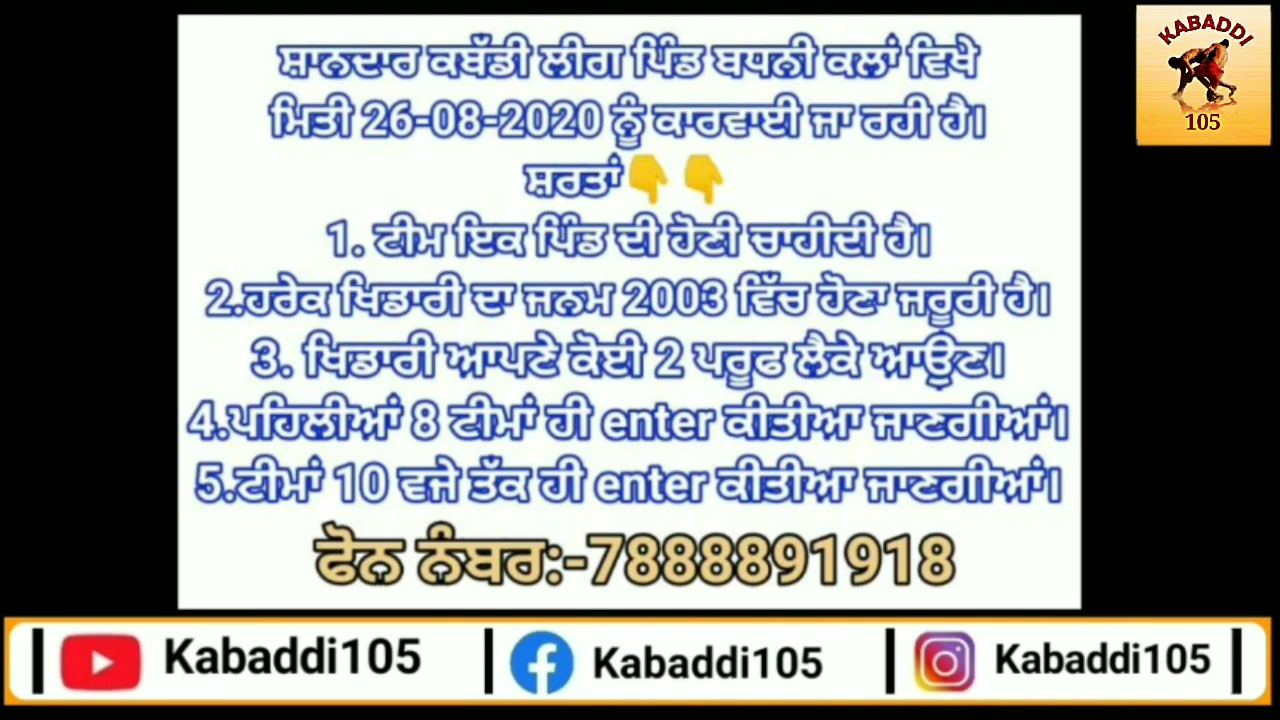 ਸ਼ਾਨਦਾਰ ਕਬੱਡੀ ਲੀਗ ਪਿੰਡ ਬਧਨੀ ਕਲਾਂ ਵਿਖੇ
ਮਿਤੀ 26-08-2020 ਨੂੰ ਕਾਰਵਾਈ ਜਾ ਰਹੀ ਹੈ।
ਸ਼ਰਤਾਂ👇👇
1. ਟੀਮ ਇਕ ਪਿੰਡ ਦੀ ਹੋਣੀ ਚਾਹੀਦੀ ਹੈ।
2.ਹਰੇਕ ਖਿਡਾਰੀ ਦਾ ਜਨਮ 2003 ਵਿੱਚ ਹੋਣਾ ਜਰੂਰੀ ਹੈ।
3. ਖਿਡਾਰੀ ਆਪਣੇ ਕੋਈ 2 ਪਰੂਫ ਲੈਕੇ ਆਉਣ।
4.ਪਹਿਲੀਆਂ 8 ਟੀਮਾਂ ਹੀ enter ਕੀਤੀਆ ਜਾਣਗੀਆਂ।
5.ਟੀਮਾਂ 10 ਵਜੇ ਤੱਕ ਹੀ enter ਕੀਤੀਆ ਜਾਣਗੀਆਂ।
ਫੋਨ ਨੰਬਰ:-7888891918
KABADDI
105
Kabaddi105
Kabaddi105
Kabaddi105